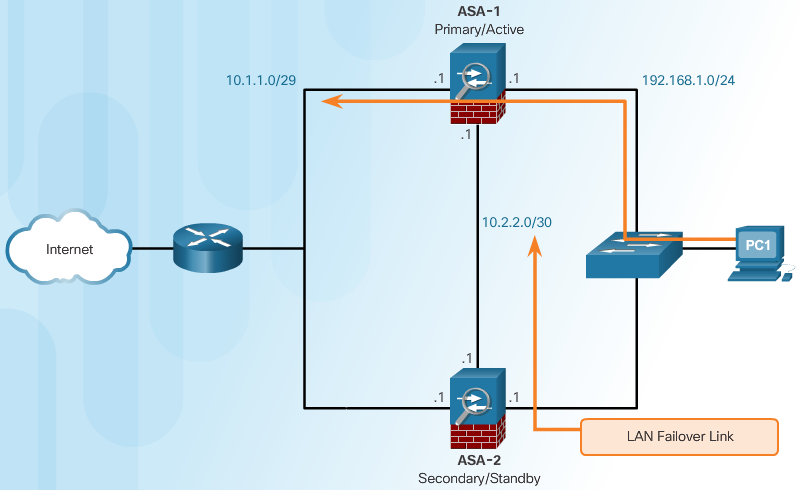 ASA-1
Primary/Active
10.1.1.0/29
.1
.1
192.168.1.0/24
.1
10.2.2.0/30
Internet
PC1
.1
.1
.1
LAN Failover Link
ASA-2
Secondary/Standby